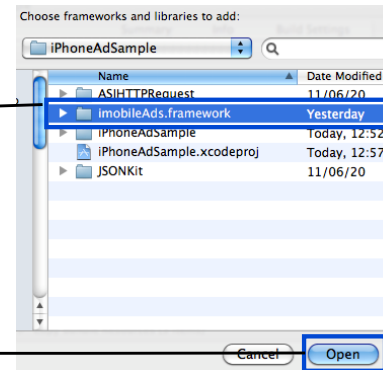 Choose frameworks and libraries to add:
iPhoneAdSample
Name Date Modified
ASIHTTPRequest 11/06/20
imobileAds.framework Yesterday
iPhoneAdSample Today, 12:52
iPhoneAdSample.xcodeproj Today, 12:57
JSONKit 11/06/20
Cancel Open